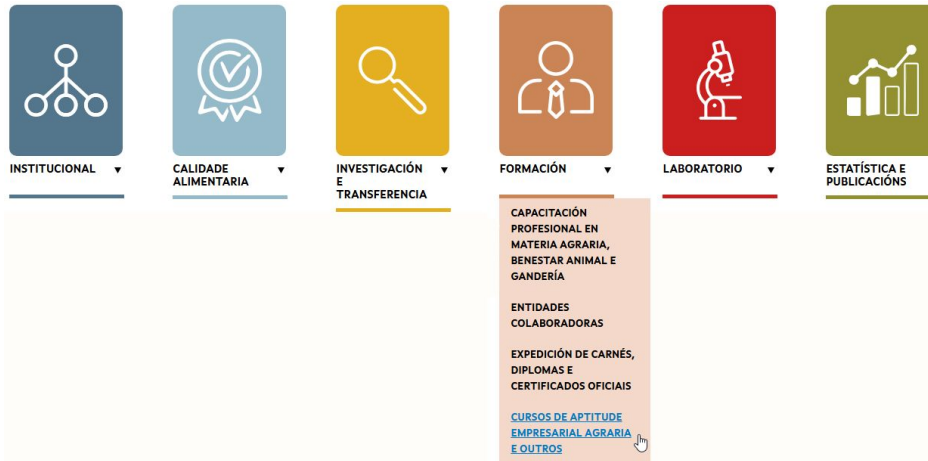 INSTITUCIONAL ▼
CALIDADE ▼
ALIMENTARIA
INVESTIGACIÓN ▼
E
TRANSFERENCIA
FORMACIÓN ▼
LABORATORIO ▼
ESTATÍSTICA E
PUBLICACIÓNS
CAPACITACIÓN
PROFESIONAL EN
MATERIA AGRARIA,
BENESTAR ANIMAL E
GANDERÍA
ENTIDADES
COLABORADORAS
EXPEDICIÓN DE CARNÉS,
DIPLOMAS E
CERTIFICADOS OFICIAIS
CURSOS DE APTITUDE
EMPRESARIAL AGRARIA
E OUTROS